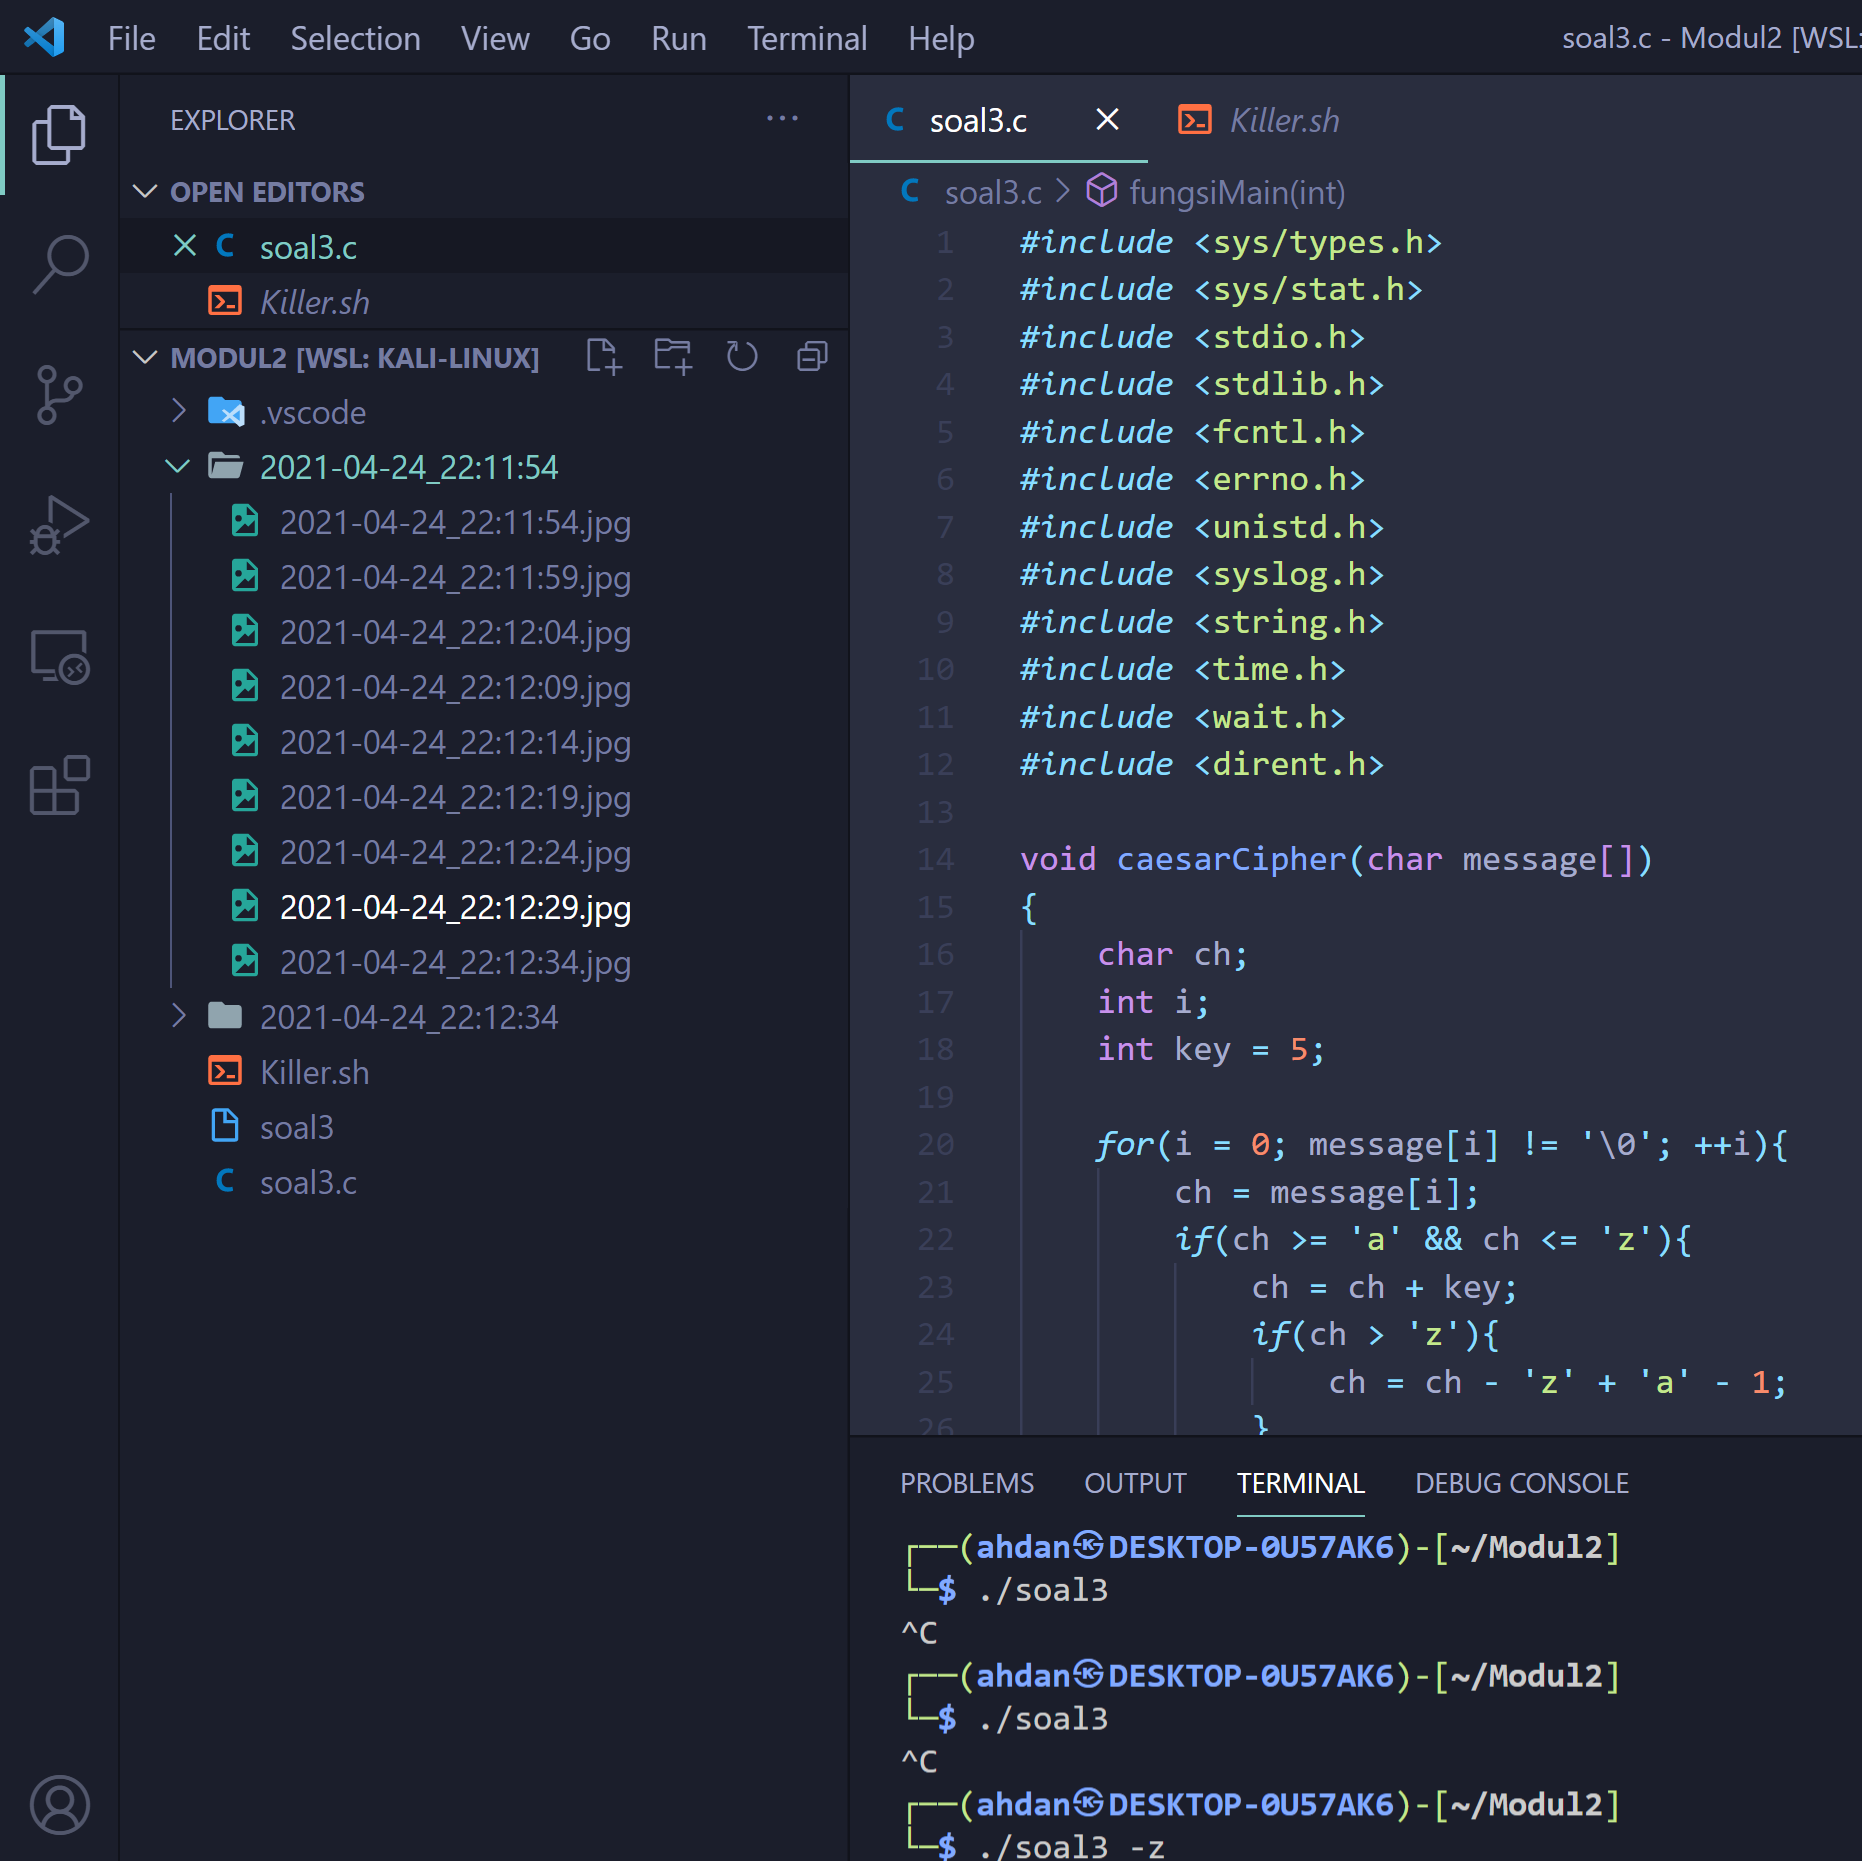 File Edit Selection View Go Run Terminal Help soal3.c - Modul2 [WSL:
EXPLORER
OPEN EDITORS
soal3.c
Killer.sh
MODUL2 [WSL: KALI-LINUX]
.vscode
2021-04-24_22:11:54
2021-04-24_22:11:54.jpg
2021-04-24_22:11:59.jpg
2021-04-24_22:12:04.jpg
2021-04-24_22:12:09.jpg
2021-04-24_22:12:14.jpg
2021-04-24_22:12:19.jpg
2021-04-24_22:12:24.jpg
2021-04-24_22:12:29.jpg
2021-04-24_22:12:34.jpg
2021-04-24_22:12:34
Killer.sh
soal3
C soal3.c
C soal3.c Killer.sh
C soal3.c > fungsiMain(int)
1 #include <sys/types.h>
2 #include <sys/stat.h>
3 #include <stdio.h>
4 #include <stdlib.h>
5 #include <fcntl.h>
6 #include <errno.h>
7 #include <unistd.h>
8 #include <syslog.h>
9 #include <string.h>
10 #include <time.h>
11 #include <wait.h>
12 #include <dirent.h>
13
14 void caesarCipher(char message[])
15 {
16 char ch;
17 int i;
18 int key = 5;
19
20 for(i = 0; message[i] != '\0'; ++i){
21 ch = message[i];
22 if(ch >= 'a' && ch <= 'z'){
23 ch = ch + key;
24 if(ch > 'z'){
25 ch = ch - 'z' + 'a' - 1;
26 }
PROBLEMS OUTPUT TERMINAL DEBUG CONSOLE
┌──(ahdan㉿DESKTOP-0U57AK6)-[~/Modul2]
└─$ ./soal3
^C
┌──(ahdan㉿DESKTOP-0U57AK6)-[~/Modul2]
└─$ ./soal3
^C
┌──(ahdan㉿DESKTOP-0U57AK6)-[~/Modul2]
└─$ ./soal3 -z